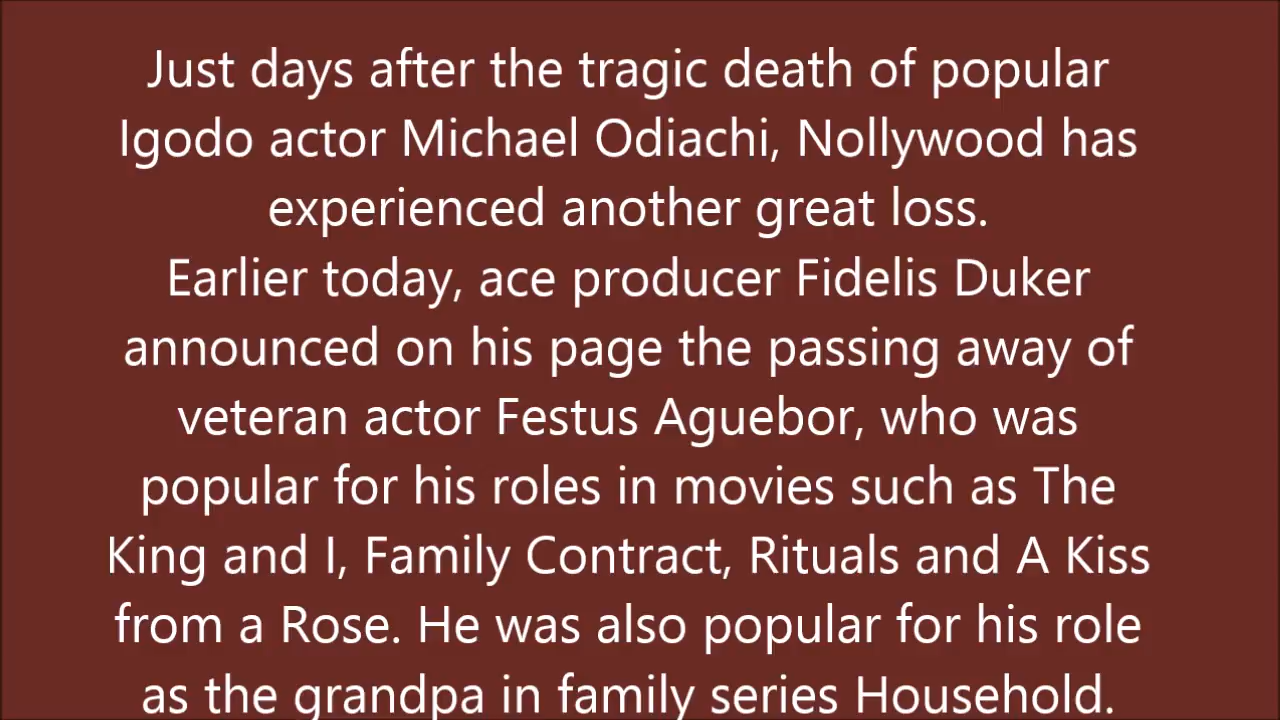 Just days after the tragic death of popular
Igodo actor Michael Odiachi, Nollywood has
experienced another great loss.
Earlier today, ace producer Fidelis Duker
announced on his page the passing away of
veteran actor Festus Aguebor, who was
popular for his roles in movies such as The
King and I, Family Contract, Rituals and A Kiss
from a Rose. He was also popular for his role
as the grandpa in family series Household.